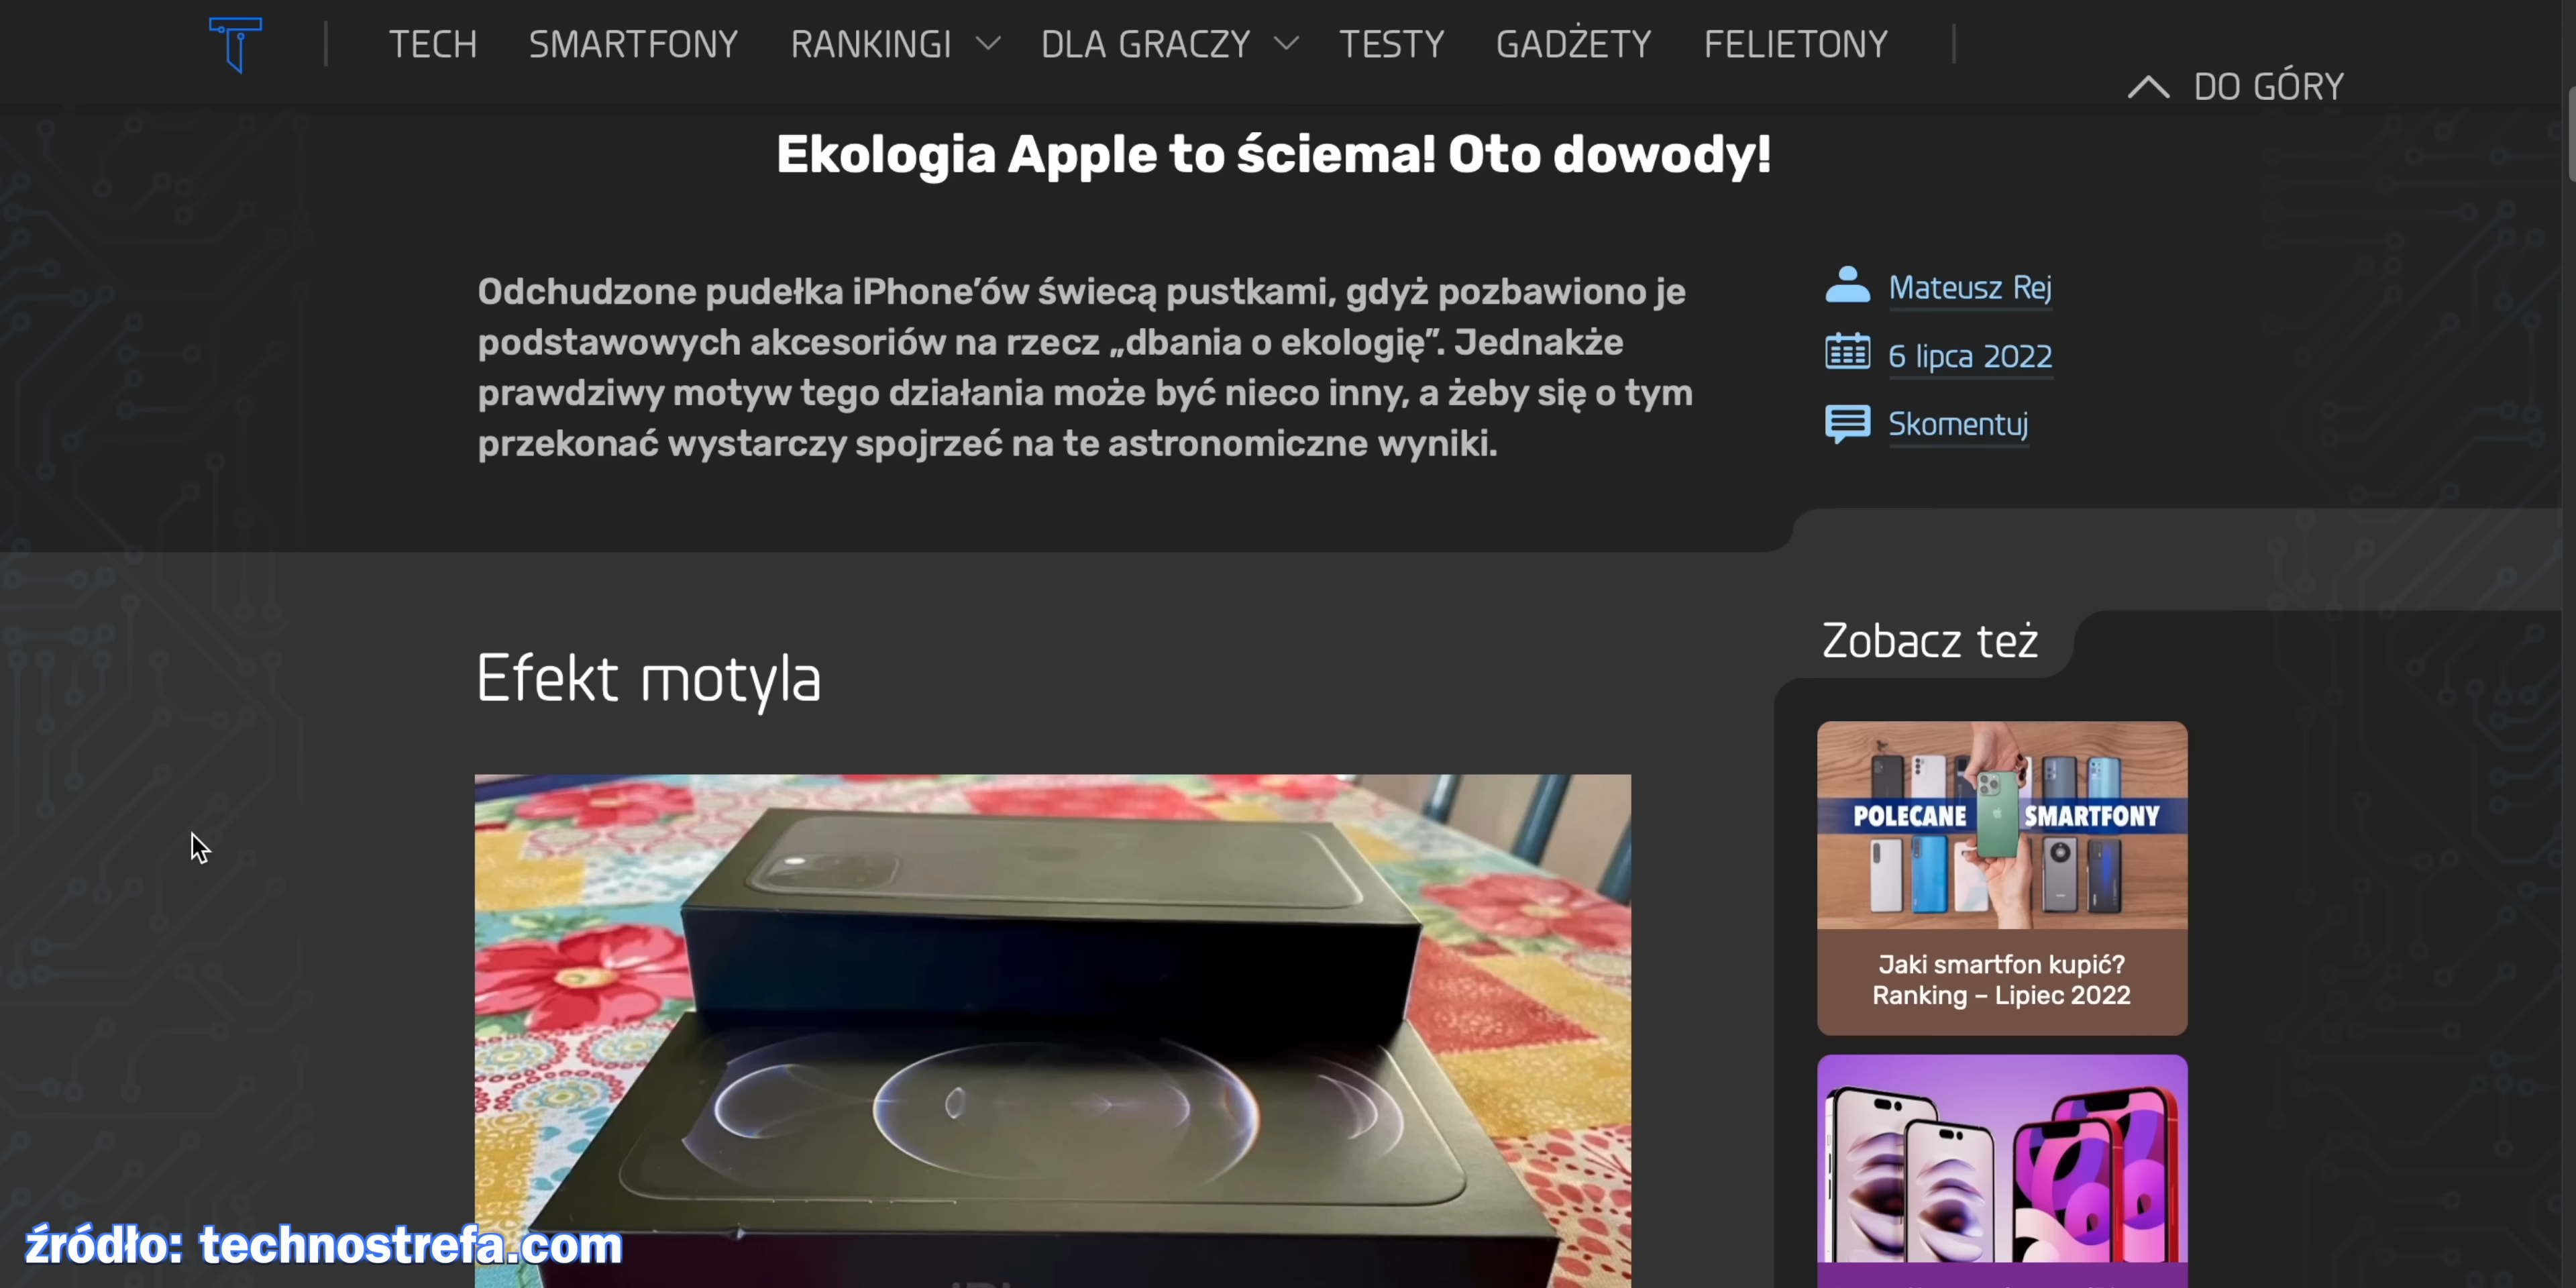 TECH SMARTFONY RANKINGI DLA GRACZY TESTY GADŻETY FELIETONY
DO GÓRY
Ekologia Apple to ściema! Oto dowody!
Odchudzone pudełka iPhone’ów świecą pustkami, gdyż pozbawiono je
podstawowych akcesoriów na rzecz „dbania o ekologię”. Jednakże
prawdziwy motyw tego działania może być nieco inny, a żeby się o tym
przekonać wystarczy spojrzeć na te astronomiczne wyniki.
Mateusz Rej
6 lipca 2022
Skomentuj
Efekt motyla
Zobacz też
POLECANE SMARTFONY
Jaki smartfon kupić?
Ranking – Lipiec 2022
źródło: technostrefa.com